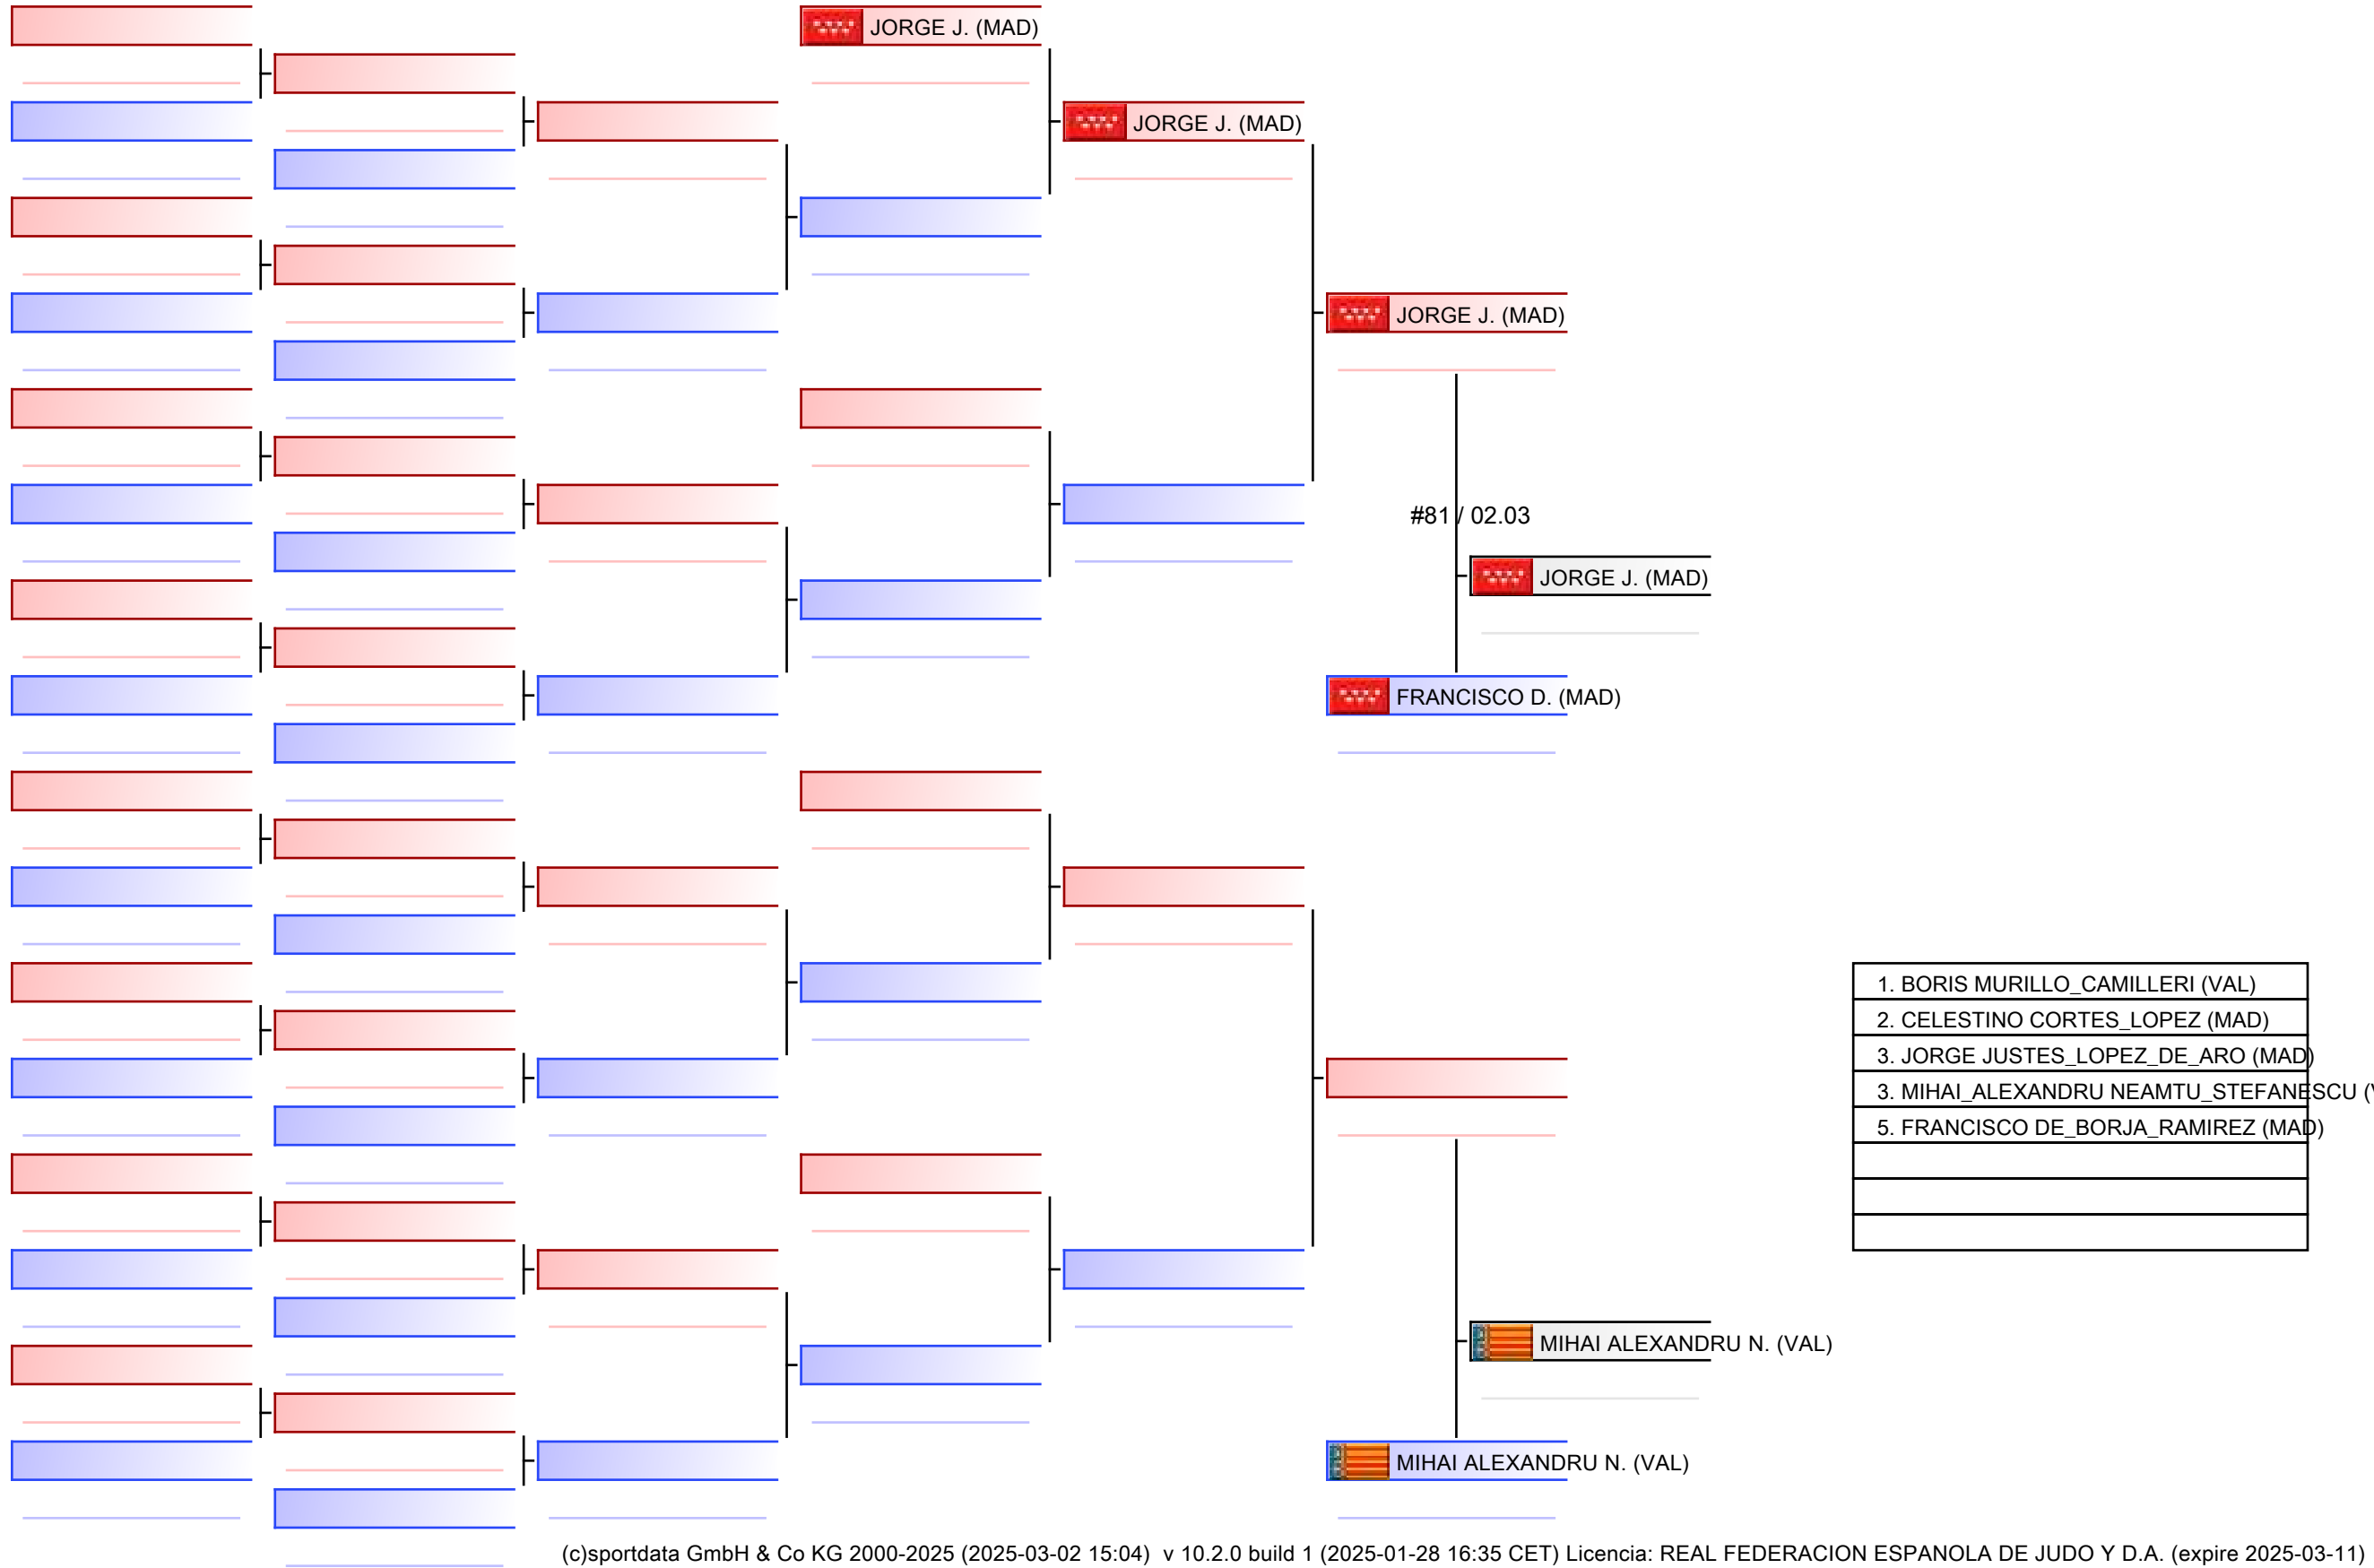 JORGE J. (MAD)
JORGE J. (MAD)
JORGE J. (MAD)
#81 / 02.03
JORGE J. (MAD)
FRANCISCO D. (MAD)
1. BORIS MURILLO_CAMILLERI (VAL)
2. CELESTINO CORTES_LOPEZ (MAD)
3. JORGE JUSTES_LOPEZ_DE_ARO (MAD)
3. MIHAI_ALEXANDRU NEAMTU_STEFANESCU (
5. FRANCISCO DE_BORJA_RAMIREZ (MAD)
MIHAI ALEXANDRU N. (VAL)
MIHAI ALEXANDRU N. (VAL)
(c)sportdata GmbH & Co KG 2000-2025 (2025-03-02 15:04) v 10.2.0 build 1 (2025-01-28 16:35 CET) Licencia: REAL FEDERACION ESPANOLA DE JUDO Y D.A. (expire 2025-03-11)